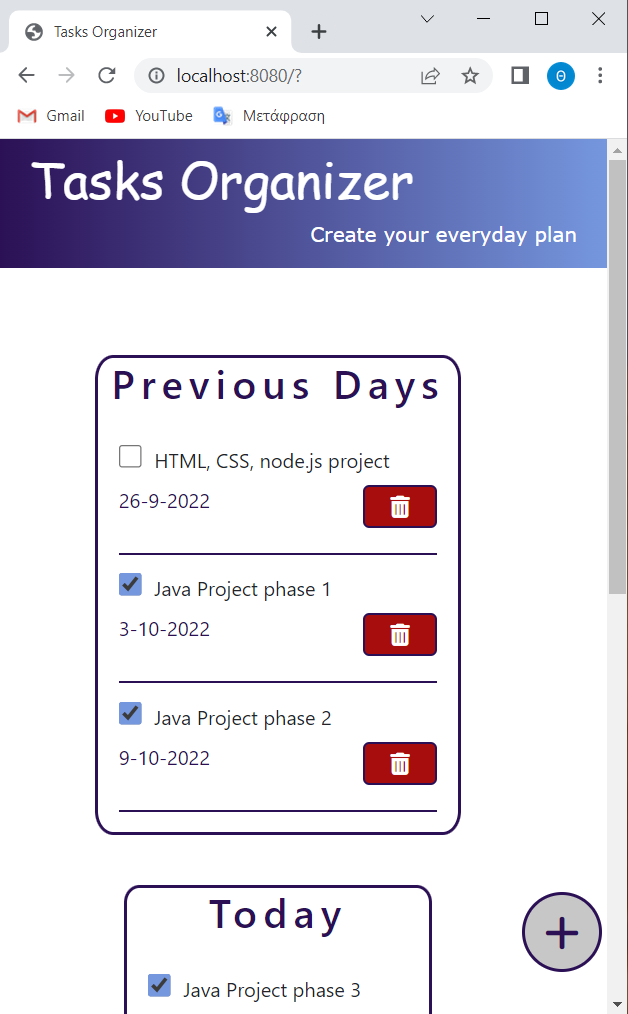 Tasks Organizer
localhost:8080/?
Θ
Gmail
YouTube
Μετάφραση
Tasks Organizer
Create your everyday plan
Previous Days
HTML, CSS, node.js project
26-9-2022
Java Project phase 1
3-10-2022
Java Project phase 2
9-10-2022
Today
Java Project phase 3